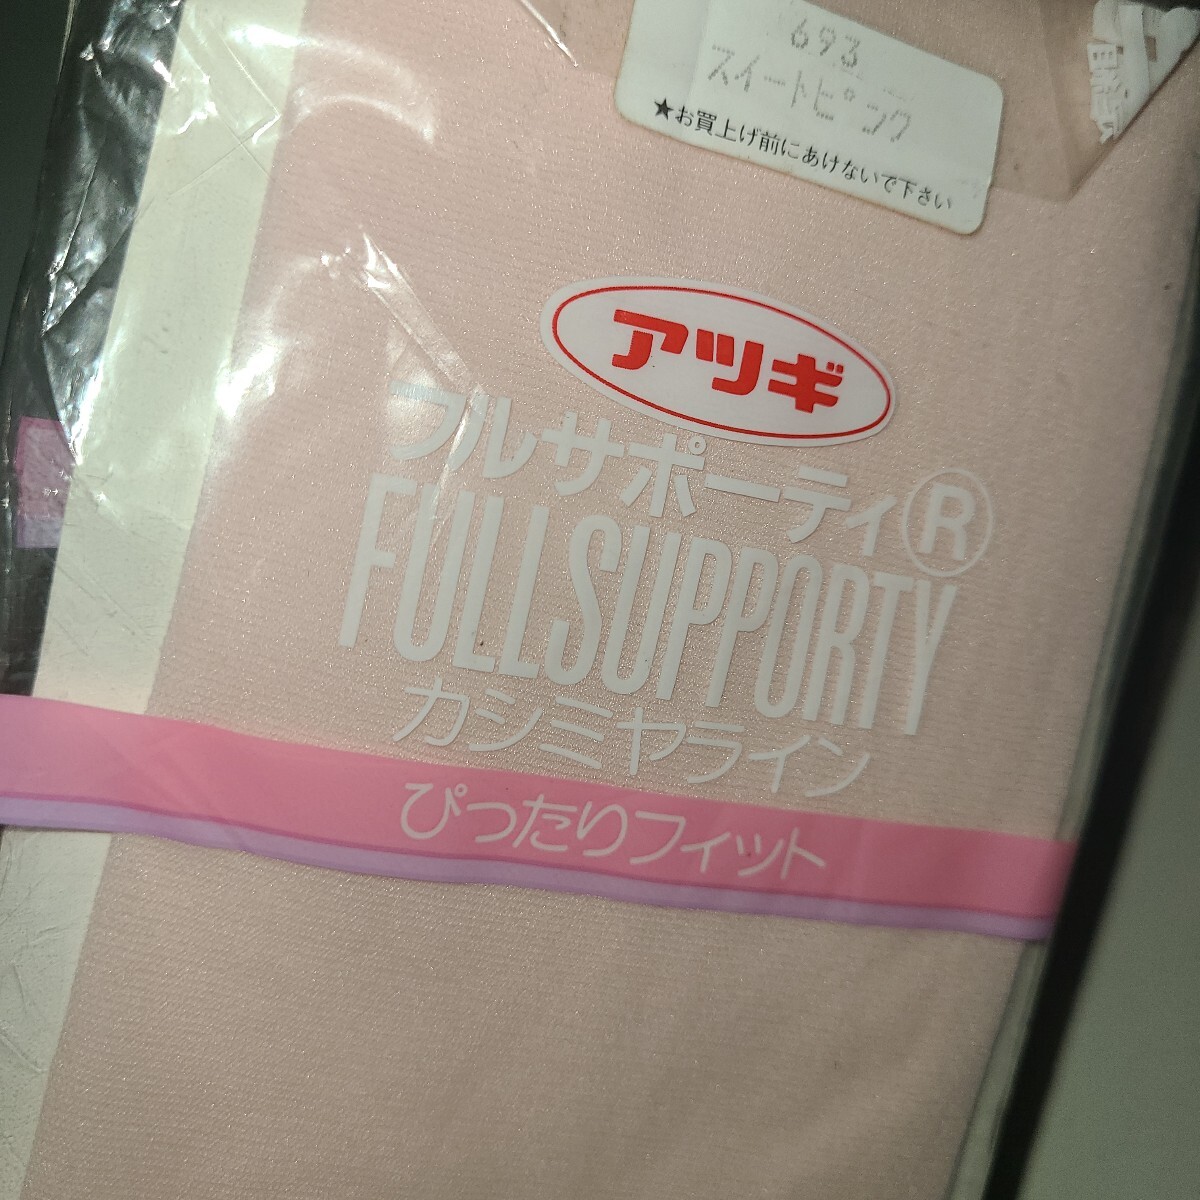 693
スイートピンク
★お買上げ前にあけないで下さい
アツギ
フルサポーティ®
FULLSUPPORTY
カシミヤライン
ぴったりフィット